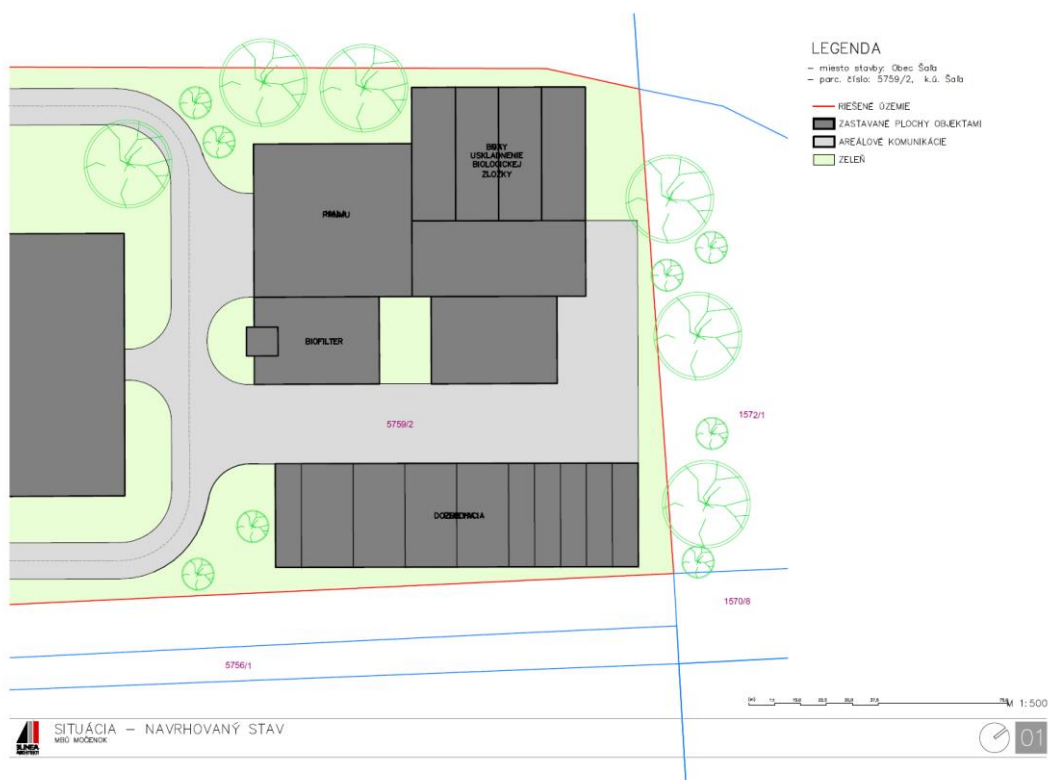 LEGENDA
– miesto stavby: Obec Šaľa
– parc. číslo: 5759/2, k.ú. Šaľa
RIEŠENÉ ÚZEMIE
ZASTAVANÉ PLOCHY OBJEKTAMI
AREÁLOVÉ KOMUNIKÁCIE
ZELEŇ
USKLADNENIE
BIOLOGICKEJ
ZLOŽKY
BIOFILTER
5759/2
1572/1
1570/8
5756/1
M 1:500
SITUÁCIA – NAVRHOVANÝ STAV
MBÚ MOČENOK
01